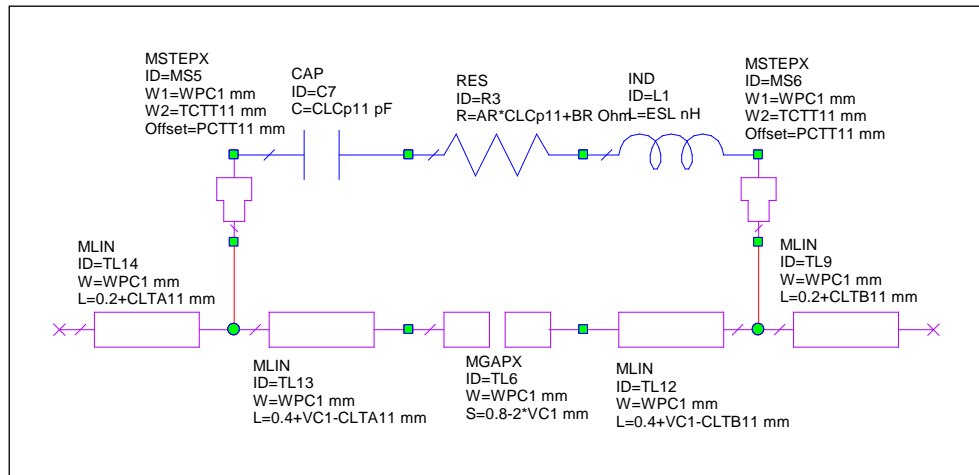 MSTEPX
ID=MS5
W1=WPC1 mm
W2=TCTT11 mm
Offset=PCTT11 mm
CAP
ID=C7
C=CLCp11 pF
RES
ID=R3
R=AR*CLCp11+BR Ohm
IND
ID=L1
L=ESL nH
MSTEPX
ID=MS6
W1=WPC1 mm
W2=TCTT11 mm
Offset=PCTT11 mm
MLIN
ID=TL14
W=WPC1 mm
L=0.2+CLTA11 mm
MLIN
ID=TL9
W=WPC1 mm
L=0.2+CLTB11 mm
MLIN
ID=TL13
W=WPC1 mm
L=0.4+VC1-CLTA11 mm
MGAPX
ID=TL6
W=WPC1 mm
S=0.8-2*VC1 mm
MLIN
ID=TL12
W=WPC1 mm
L=0.4+VC1-CLTB11 mm